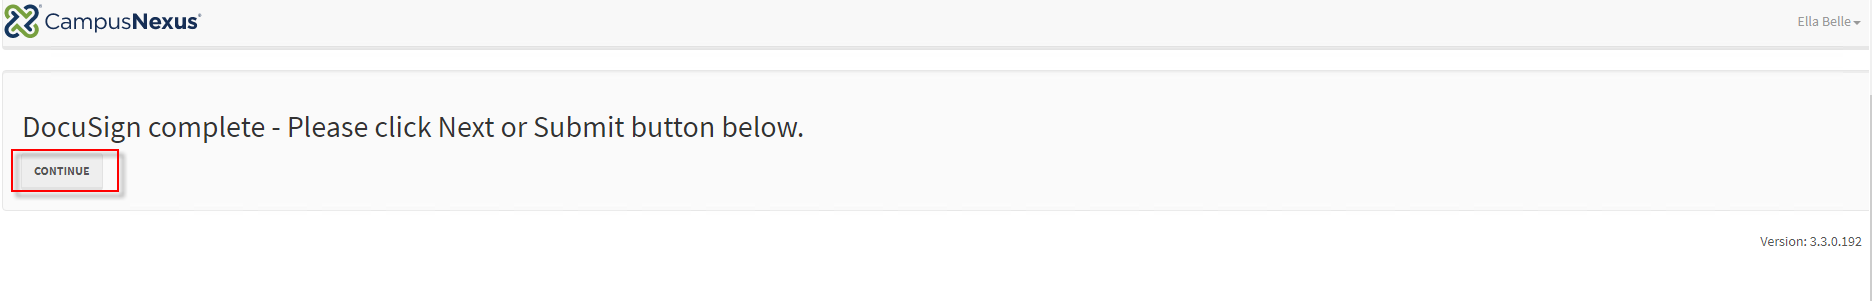 CampusNexus®
Ella Belle
DocuSign complete - Please click Next or Submit button below.
CONTINUE
Version: 3.3.0.192